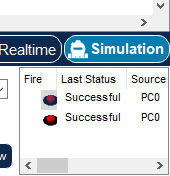 Realtime Simulation
Fire Last Status Source
Successful PC0
Successful PC0
w